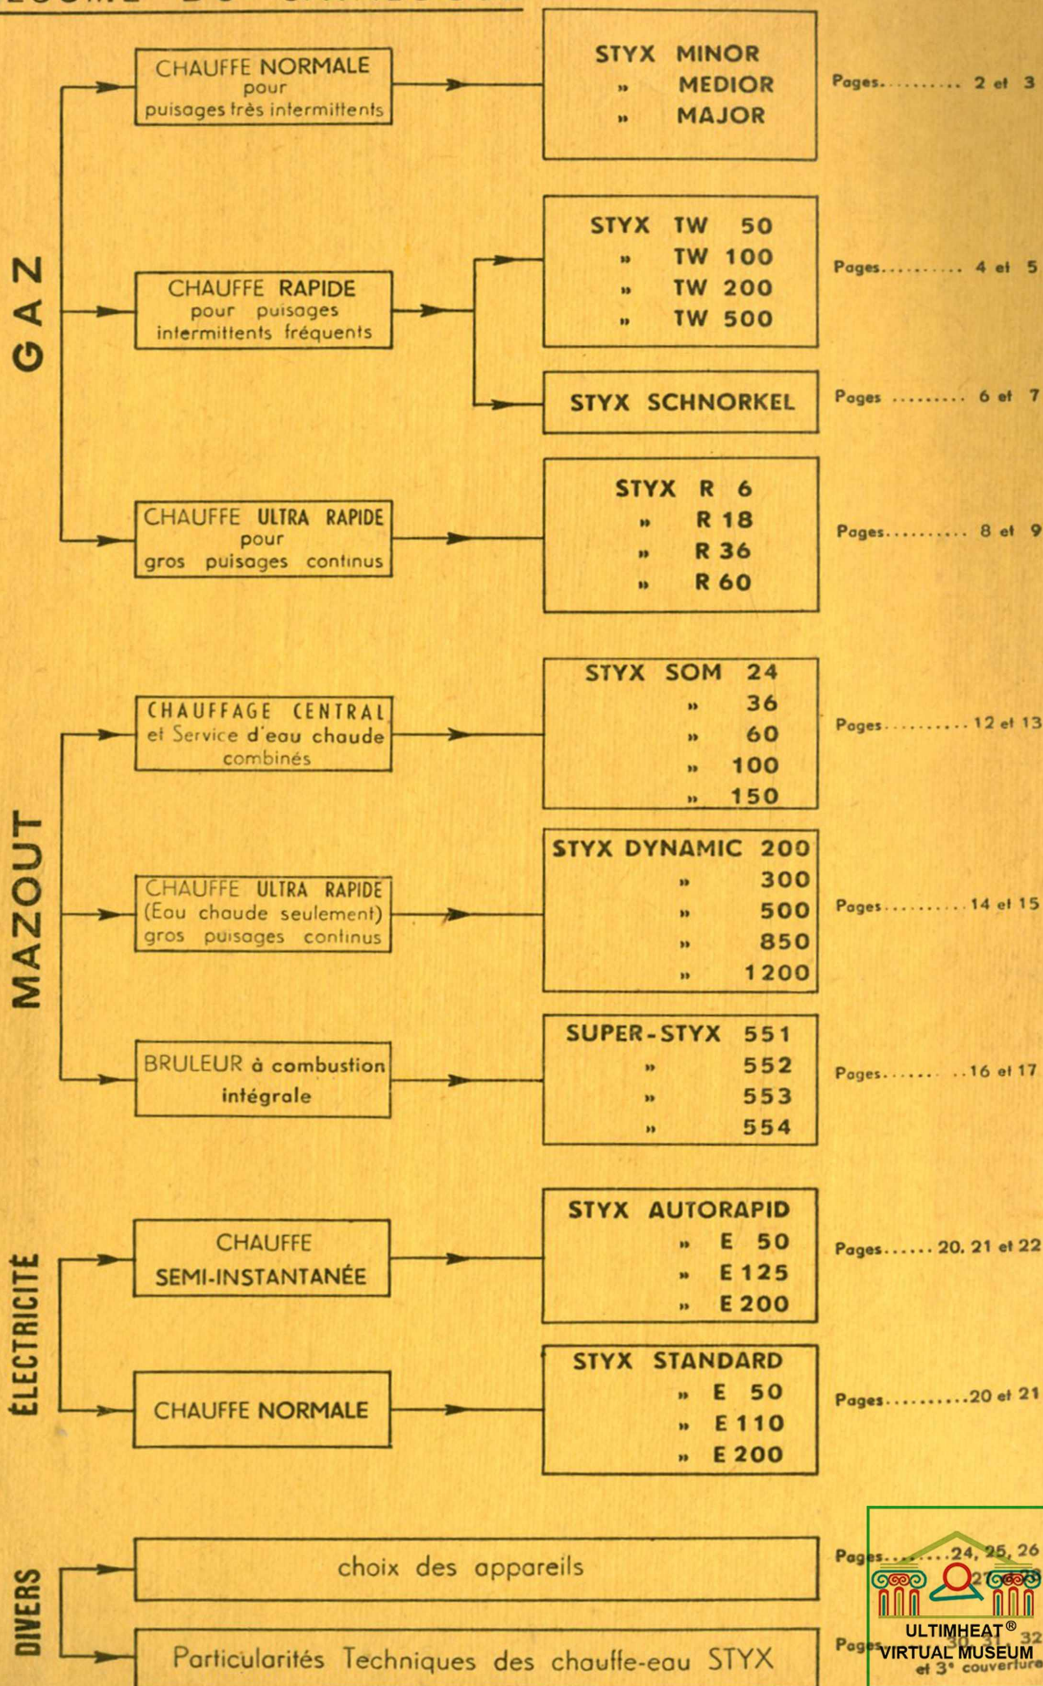 GAZ
CHAUFFE NORMALE
pour
puisages très intermittents
STYX MINOR
" MEDIOR
" MAJOR
Pages.......... 2 et 3
CHAUFFE RAPIDE
pour puisages
intermittents fréquents
STYX TW 50
" TW 100
" TW 200
" TW 500
Pages.......... 4 et 5
STYX SCHNORKEL
Pages ......... 6 et 7
CHAUFFE ULTRA RAPIDE
pour
gros puisages continus
STYX R 6
" R 18
" R 36
" R 60
Pages.......... 8 et 9
MAZOUT
CHAUFFAGE CENTRAL
et Service d'eau chaude
combinés
STYX SOM 24
" 36
" 60
" 100
" 150
Pages.......... 12 et 13
CHAUFFE ULTRA RAPIDE
(Eau chaude seulement)
gros puisages continus
STYX DYNAMIC 200
" 300
" 500
" 850
" 1200
Pages.......... 14 et 15
BRULEUR à combustion
intégrale
SUPER-STYX 551
" 552
" 553
" 554
Pages....... ..16 et 17
ÉLECTRICITÉ
CHAUFFE
SEMI-INSTANTANÉE
STYX AUTORAPID
" E 50
" E 125
" E 200
Pages...... 20, 21 et 22
CHAUFFE NORMALE
STYX STANDARD
" E 50
" E 110
" E 200
Pages..........20 et 21
DIVERS
choix des appareils
Pages........24, 25, 26
27 et 28
Particularités Techniques des chauffe-eau STYX
Pages 30, 31, 32
et 3e couverture
ULTIMHEAT®
VIRTUAL MUSEUM